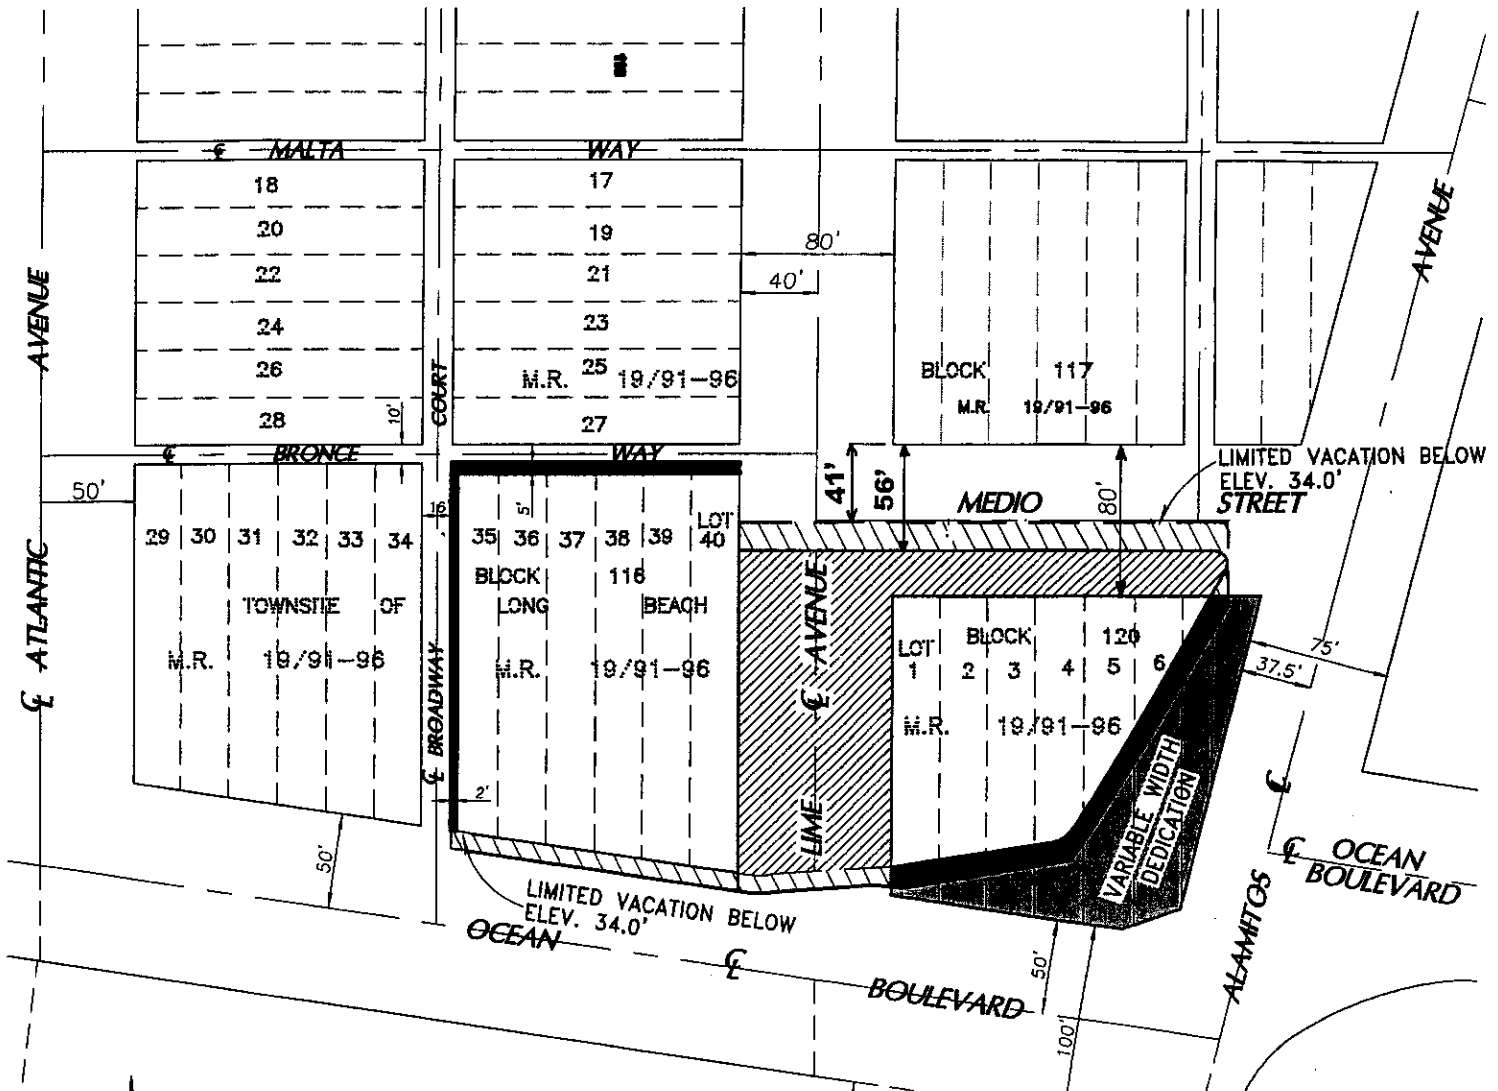 ℄ MALTA WAY
18
17
20
19
80'
22
21
40'
24
23
26
25
M.R. 19/91-96
28
27
10'
BLOCK 117
M.R. 19/91-96
AVENUE
AVENUE
COURT
℄ BRONCE WAY
50'
16'
5'
41'
56'
MEDIO STREET
80'
LIMITED VACATION BELOW
ELEV. 34.0'
29 30 31 32 33 34
35 36 37 38 39 LOT
40
BLOCK 116
TOWNSITE OF LONG BEACH
M.R. 19/91-96
M.R. 19/91-96
℄ ATLANTIC
℄ BROADWAY
LIME ℄ AVENUE
BLOCK 120
LOT
1 2 3 4 5 6
M.R. 19/91-96
75'
37.5'
VARIABLE WIDTH
DEDICATION
2'
50'
LIMITED VACATION BELOW
ELEV. 34.0'
℄
℄ OCEAN
BOULEVARD
OCEAN ℄ BOULEVARD
50'
100'
ALAMITOS